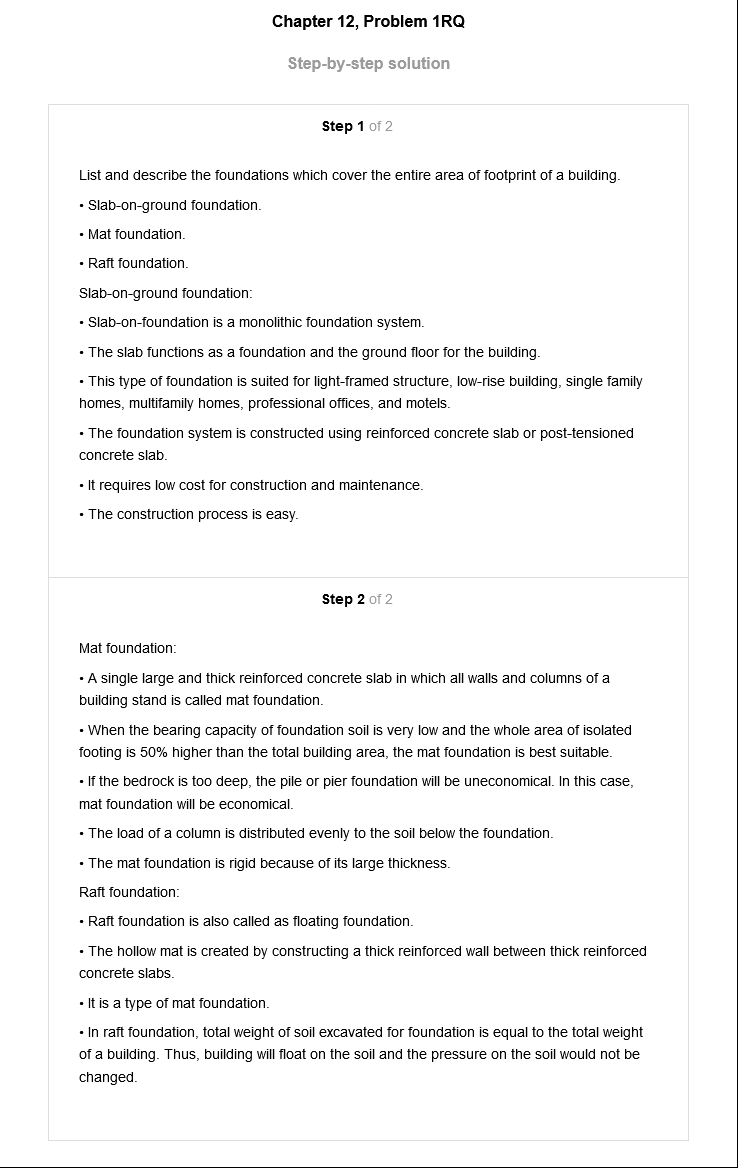 Chapter 12, Problem 1RQ
Step-by-step solution
Step 1 of 2
List and describe the foundations which cover the entire area of footprint of a building.
• Slab-on-ground foundation.
• Mat foundation.
• Raft foundation.
Slab-on-ground foundation:
• Slab-on-foundation is a monolithic foundation system.
• The slab functions as a foundation and the ground floor for the building.
• This type of foundation is suited for light-framed structure, low-rise building, single family
homes, multifamily homes, professional offices, and motels.
• The foundation system is constructed using reinforced concrete slab or post-tensioned
concrete slab.
• It requires low cost for construction and maintenance.
• The construction process is easy.
Step 2 of 2
Mat foundation:
• A single large and thick reinforced concrete slab in which all walls and columns of a
building stand is called mat foundation.
• When the bearing capacity of foundation soil is very low and the whole area of isolated
footing is 50% higher than the total building area, the mat foundation is best suitable.
• If the bedrock is too deep, the pile or pier foundation will be uneconomical. In this case,
mat foundation will be economical.
• The load of a column is distributed evenly to the soil below the foundation.
• The mat foundation is rigid because of its large thickness.
Raft foundation:
• Raft foundation is also called as floating foundation.
• The hollow mat is created by constructing a thick reinforced wall between thick reinforced
concrete slabs.
• It is a type of mat foundation.
• In raft foundation, total weight of soil excavated for foundation is equal to the total weight
of a building. Thus, building will float on the soil and the pressure on the soil would not be
changed.